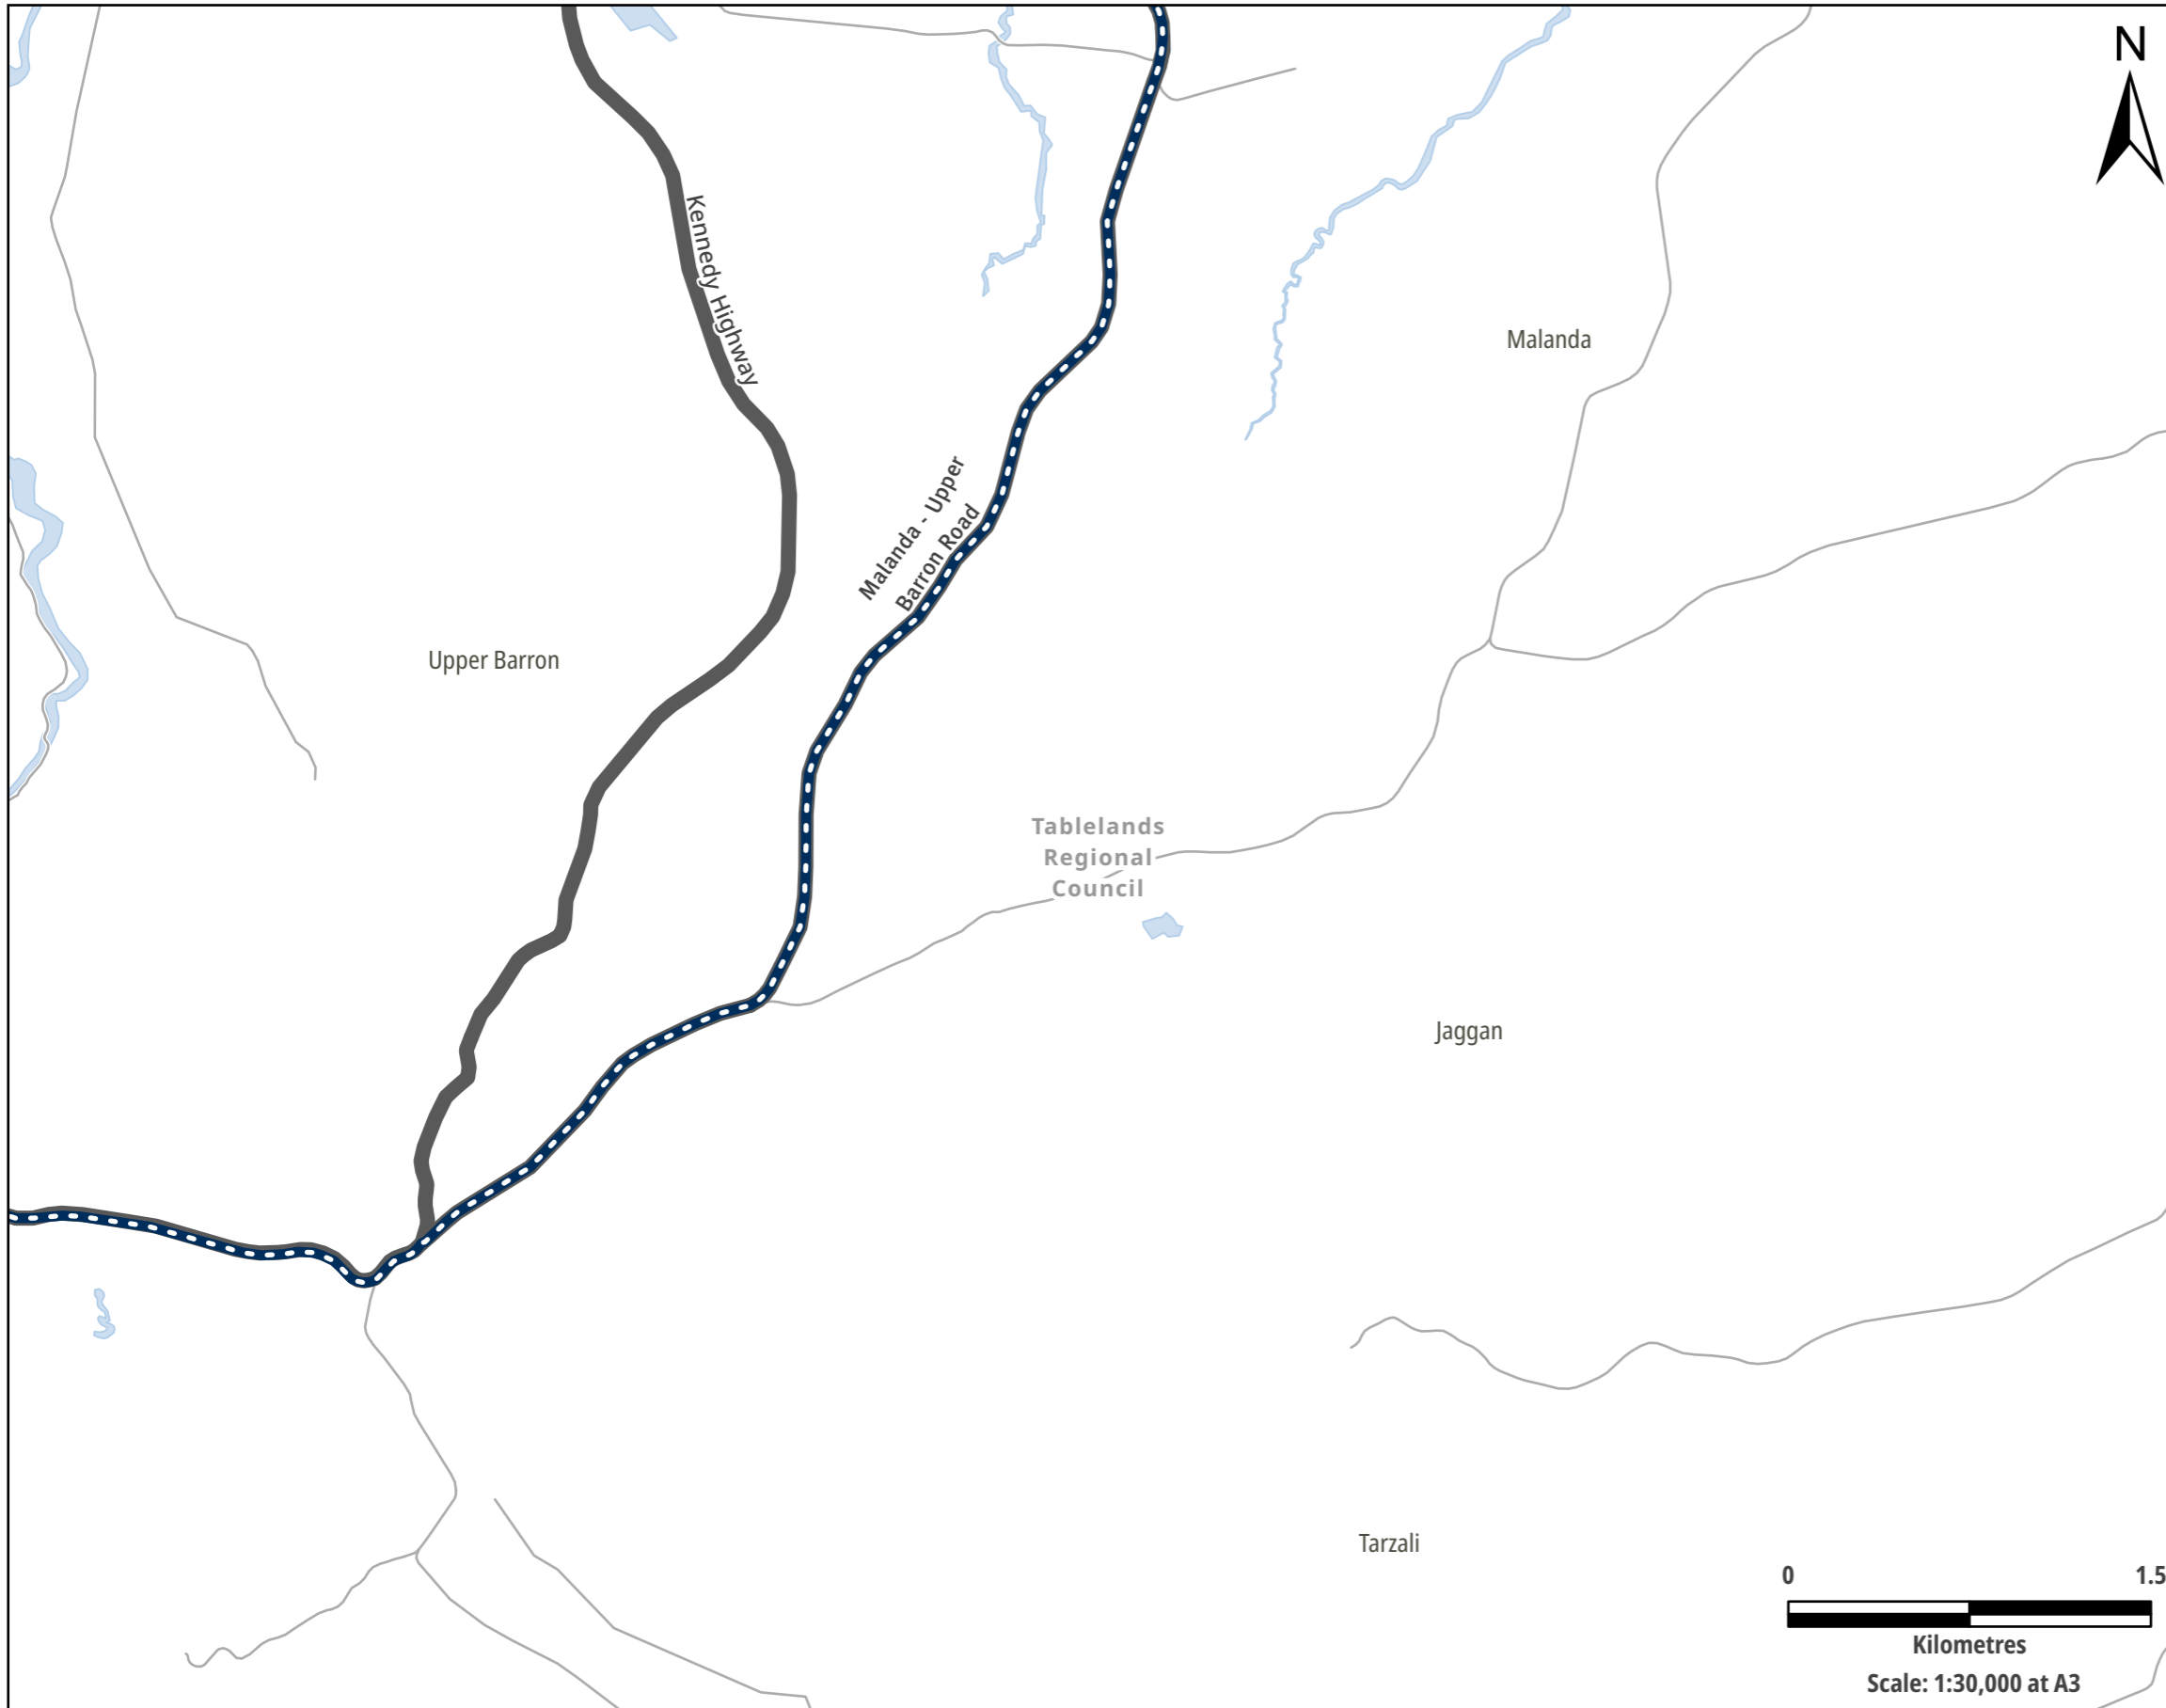 N
Kennedy Highway
Malanda
Malanda - Upper
Barron Road
Upper Barron
Tablelands
Regional
Council
Jaggan
Tarzali
0 1.5
Kilometres
Scale: 1:30,000 at A3